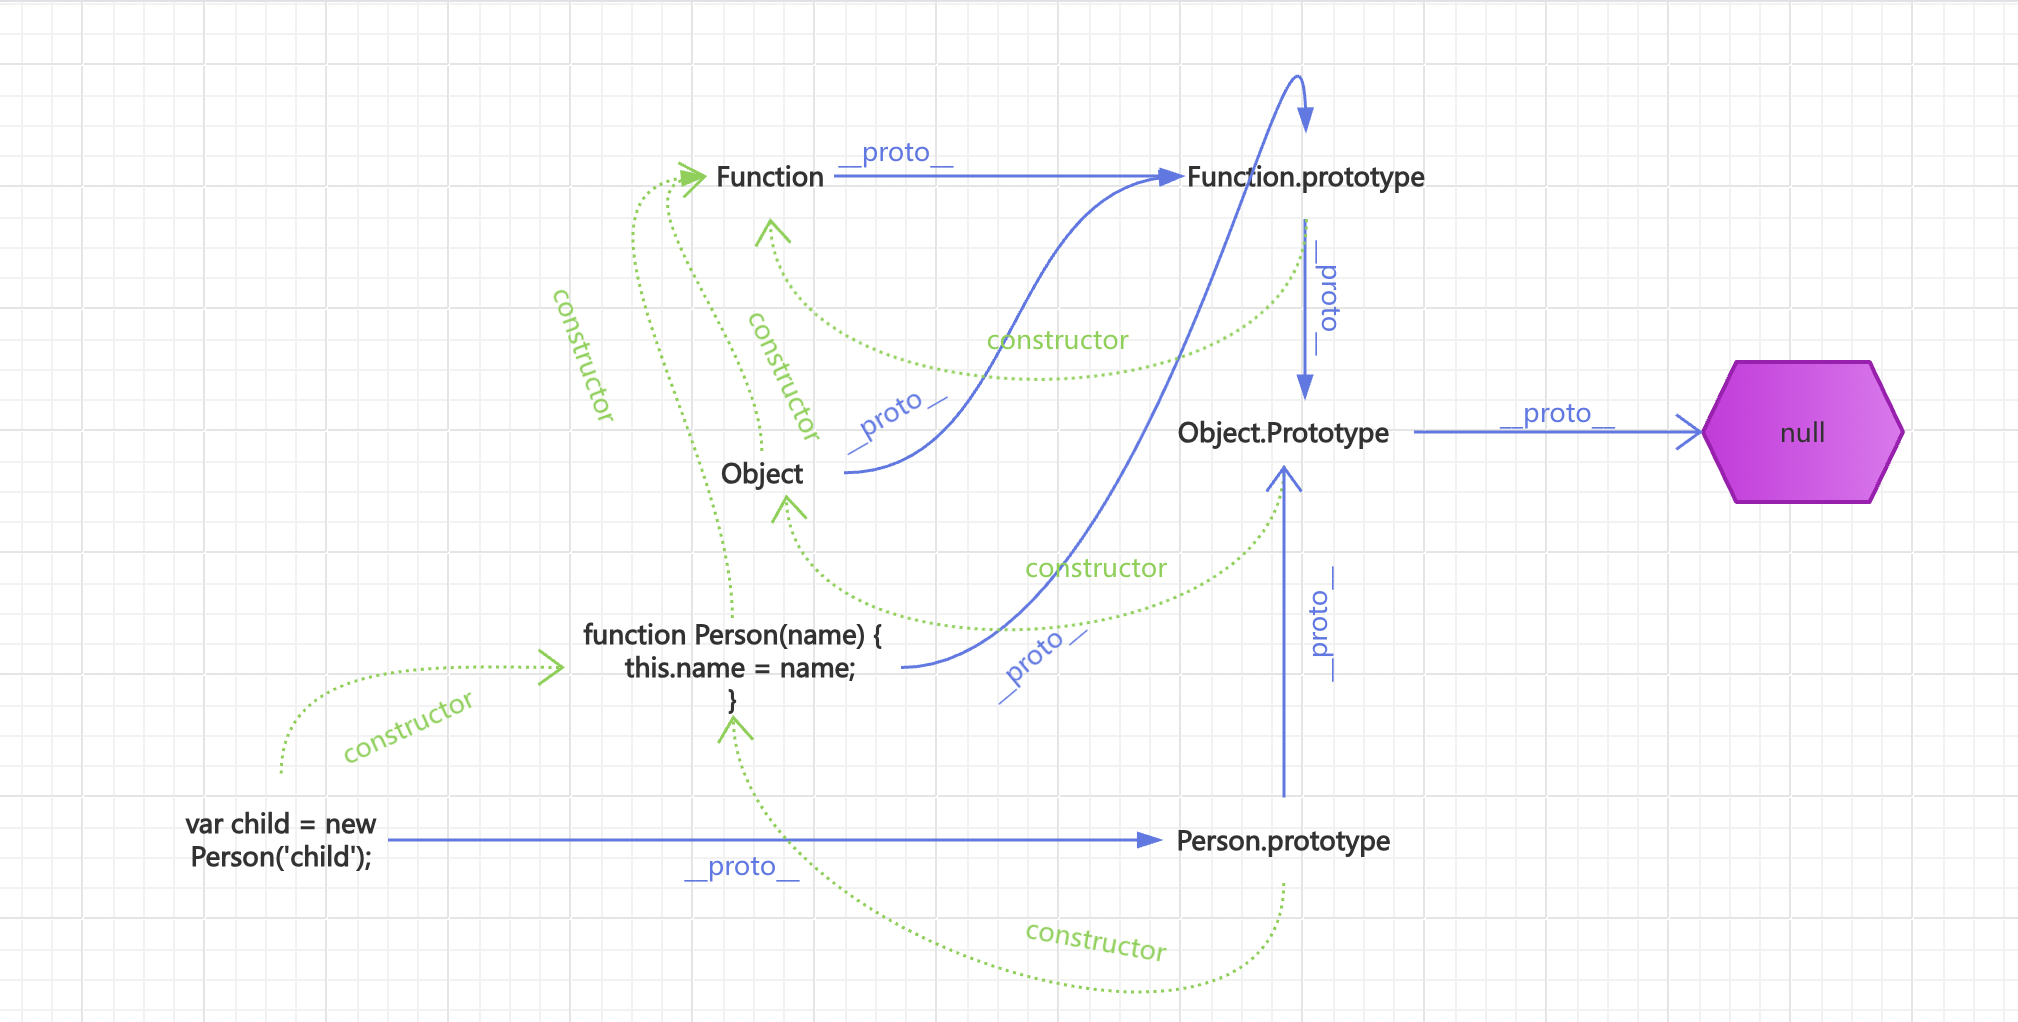 Function
__proto__
Function.prototype
__proto__
constructor
constructor
constructor
__proto__
Object
Object.Prototype
__proto__
null
constructor
__proto__
function Person(name) {
this.name = name;
}
__proto__
constructor
var child = new
Person('child');
__proto__
Person.prototype
constructor